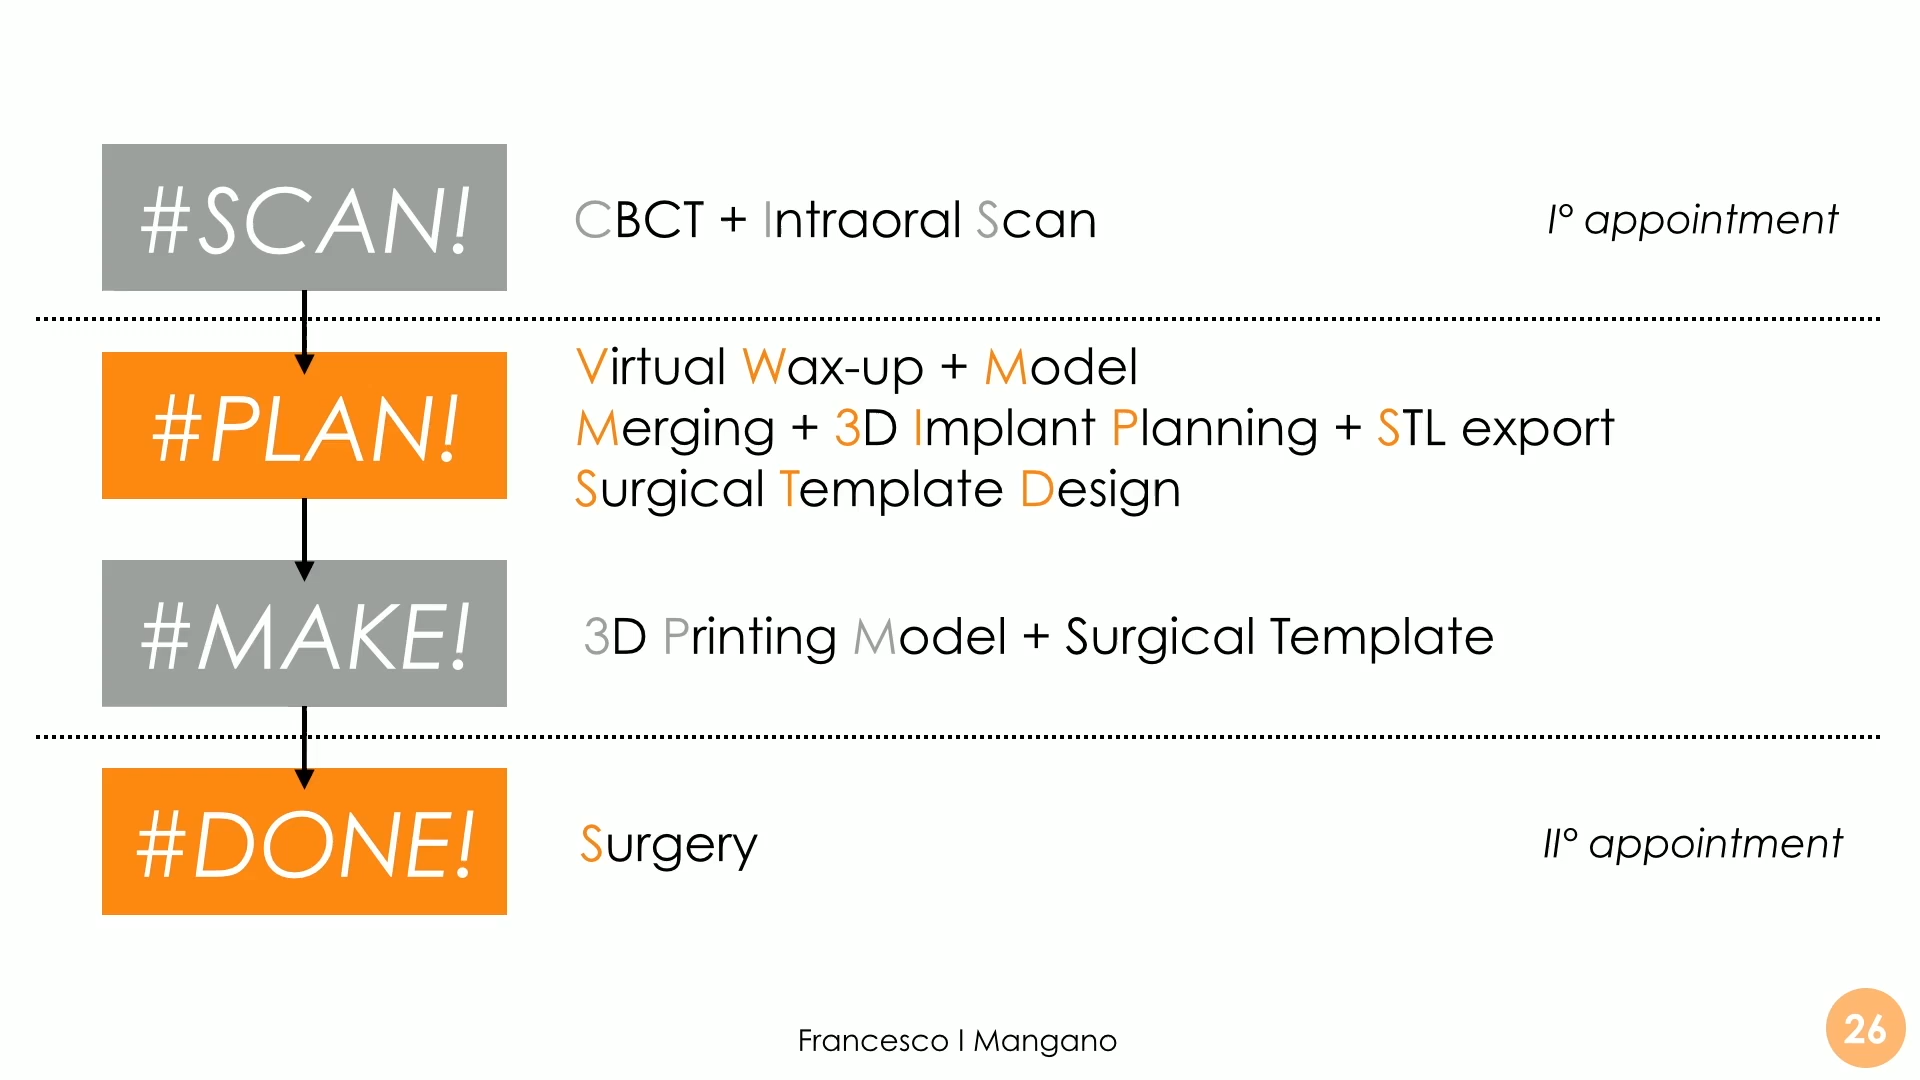 #SCAN!
CBCT + Intraoral Scan
I° appointment
#PLAN!
Virtual Wax-up + Model
Merging + 3D Implant Planning + STL export
Surgical Template Design
#MAKE!
3D Printing Model + Surgical Template
#DONE!
Surgery
II° appointment
Francesco I Mangano
26